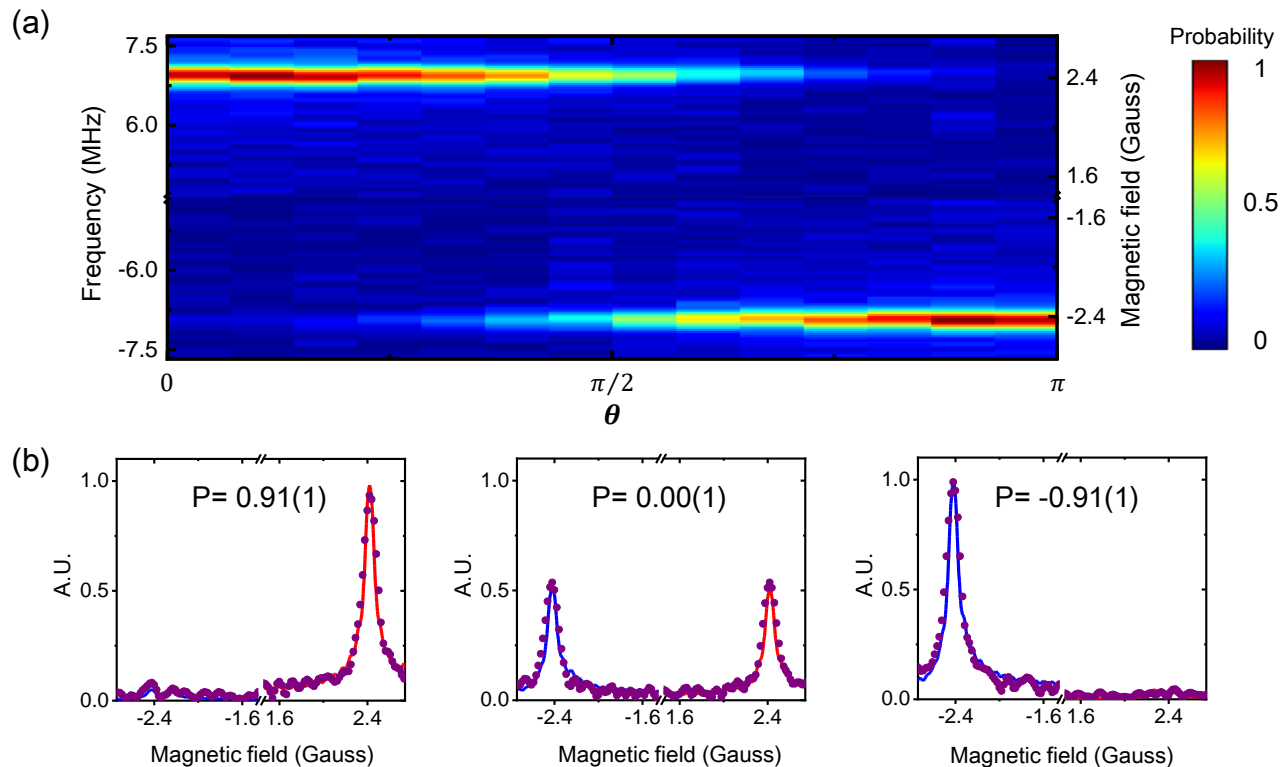 (a)
Probability
7.5
6.0
-6.0
-7.5
Frequency (MHz)
2.4
1.6
-1.6
-2.4
Magnetic field (Gauss)
1
0.5
0
0
π/2
π
θ
(b)
1.0
0.5
0.0
A.U.
P= 0.91(1)
-2.4
-1.6
1.6
2.4
Magnetic field (Gauss)
1.0
0.5
0.0
A.U.
P= 0.00(1)
-2.4
-1.6
1.6
2.4
Magnetic field (Gauss)
1.0
0.5
0.0
A.U.
P= -0.91(1)
-2.4
-1.6
1.6
2.4
Magnetic field (Gauss)